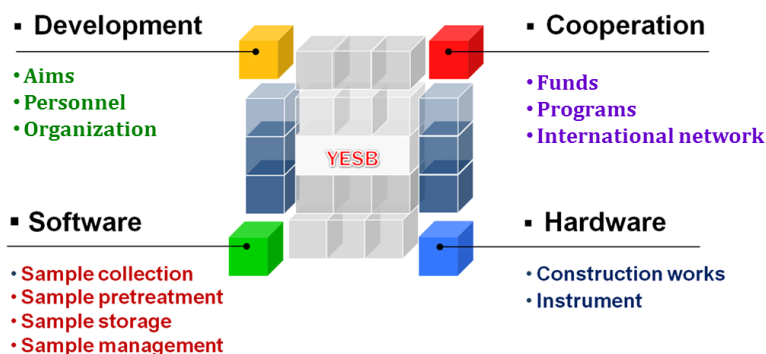 ▪ Development
• Aims
• Personnel
• Organization
▪ Cooperation
• Funds
• Programs
• International network
YESB
▪ Software
• Sample collection
• Sample pretreatment
• Sample storage
• Sample management
▪ Hardware
• Construction works
• Instrument